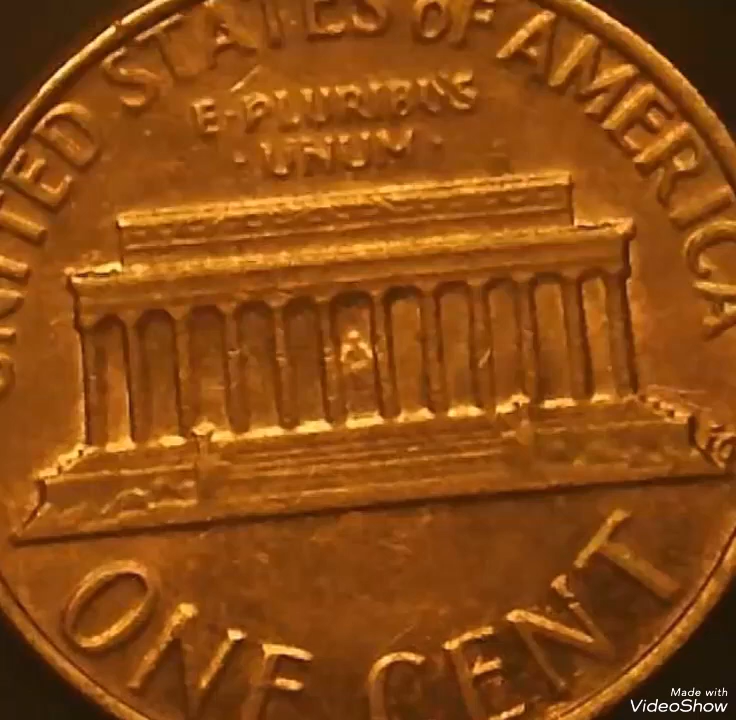 UNITED STATES OF AMERICA
E·PLURIBUS
·UNUM·
ONE CENT
Made with
VideoShow